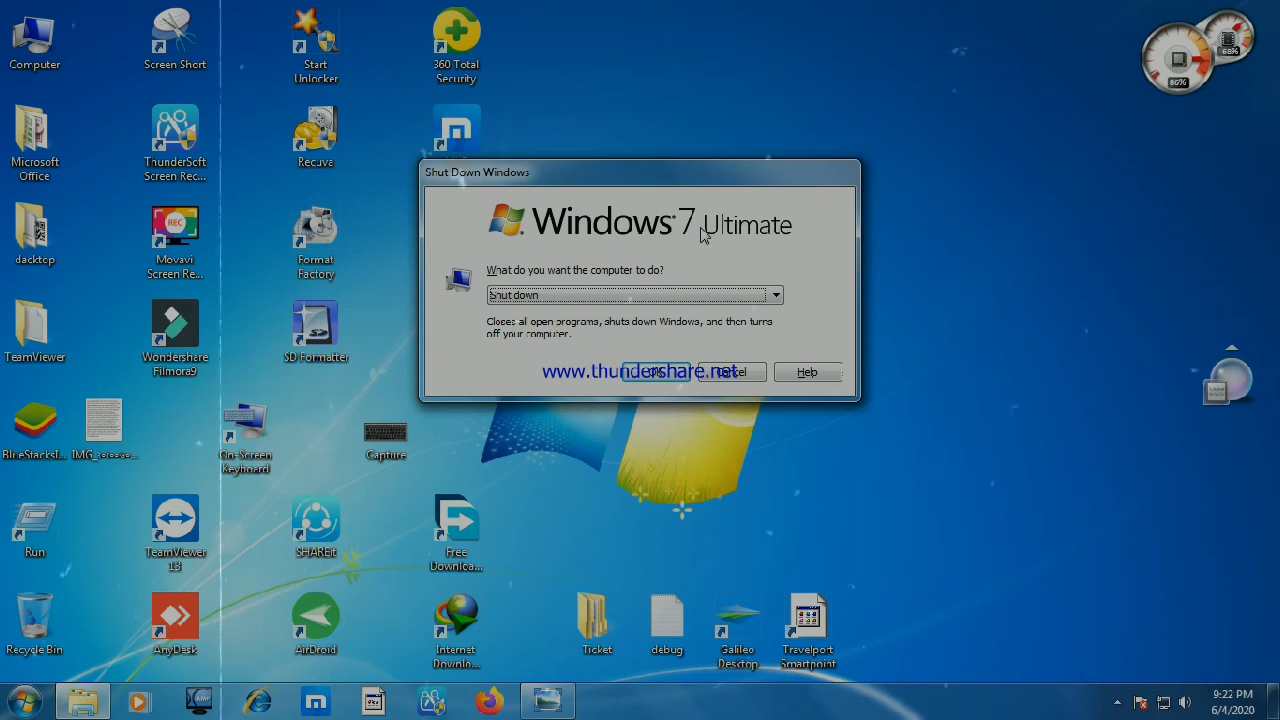 Computer
Screen Short
Start
Unlocker
360 Total
Security
86%
68%
Microsoft
Office
ThunderSoft
Screen Rec...
Recuva
dacktop
Movavi
Screen Re...
Format
Factory
TeamViewer
Wondershare
Filmora9
SD Formatter
Shut Down Windows
Windows 7 Ultimate
What do you want the computer to do?
Shut down
Closes all open programs, shuts down Windows, and then turns
off your computer.
www.thundershare.net
Cancel
Help
BlueStacksI...
On-Screen
Keyboard
Capture
Run
TeamViewer
13
SHAREit
Free
Downloa...
Recycle Bin
AnyDesk
AirDroid
Internet
Downlo...
Ticket
debug
Galileo
Desktop
Travelport
Smartpoint
9:22 PM
6/4/2020